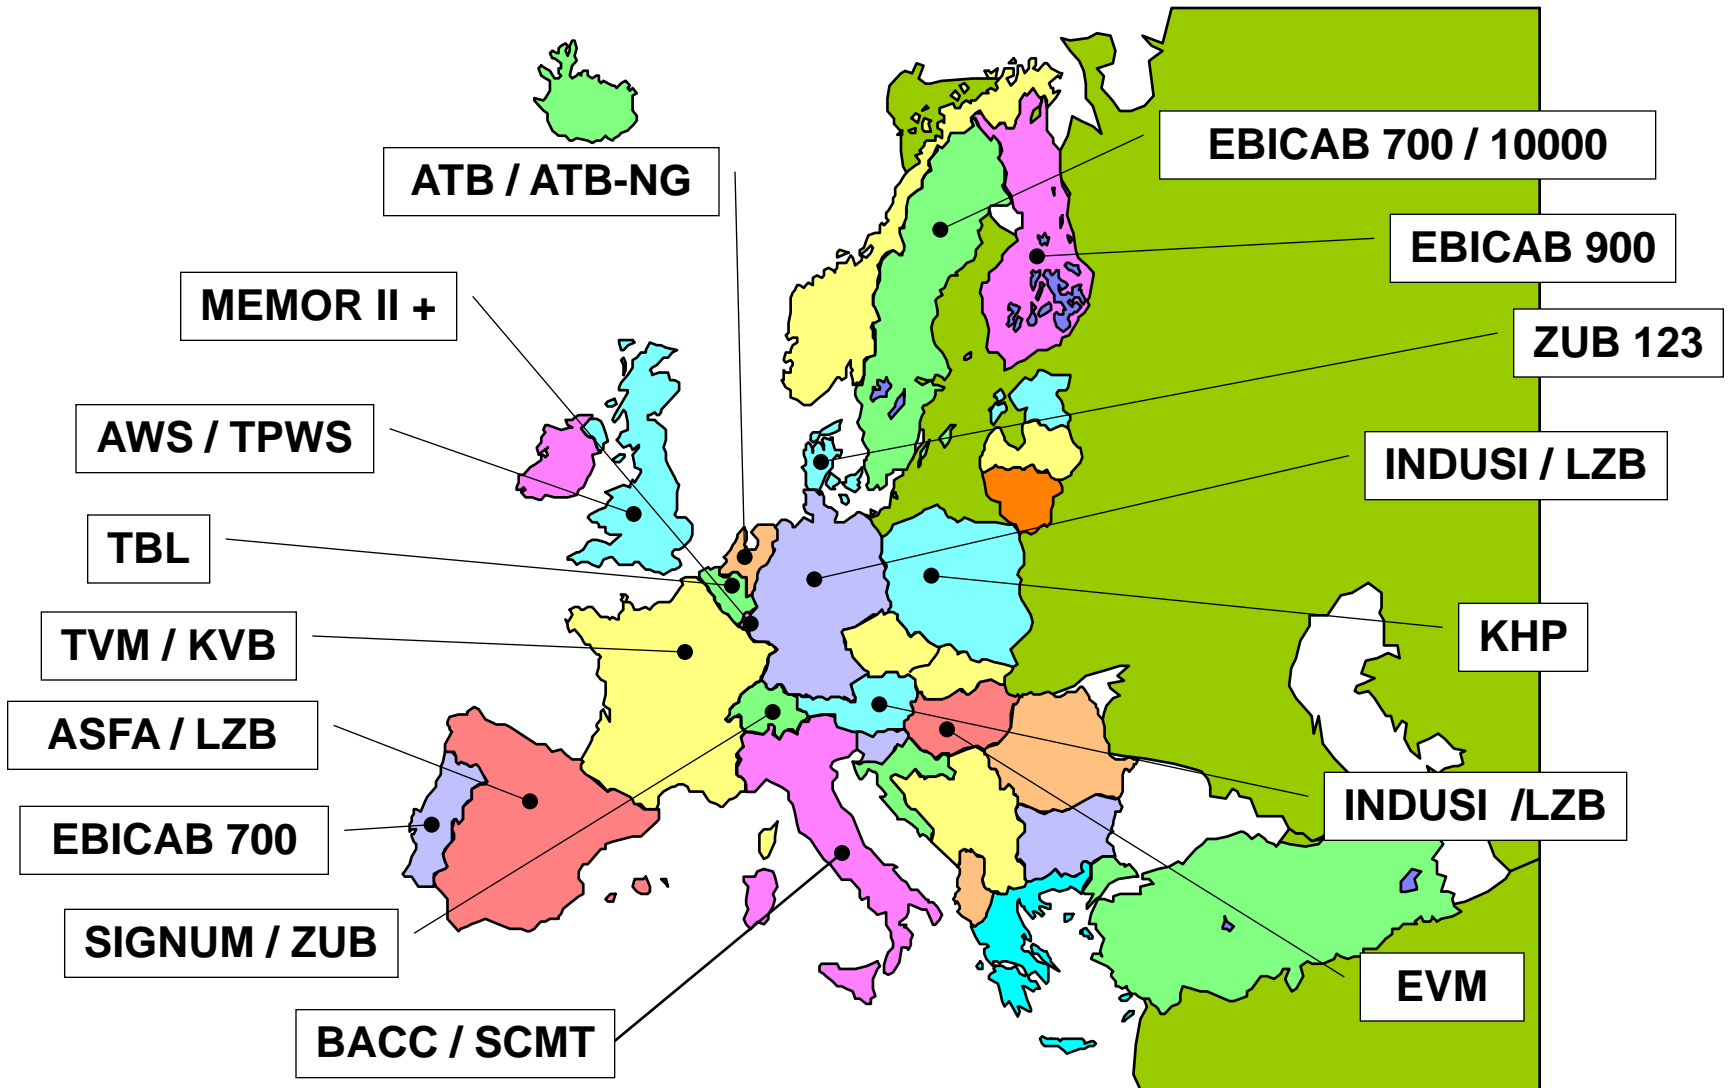 EBICAB 700 / 10000
ATB / ATB-NG
EBICAB 900
MEMOR II +
ZUB 123
AWS / TPWS
INDUSI / LZB
TBL
KHP
TVM / KVB
ASFA / LZB
INDUSI /LZB
EBICAB 700
SIGNUM / ZUB
EVM
BACC / SCMT